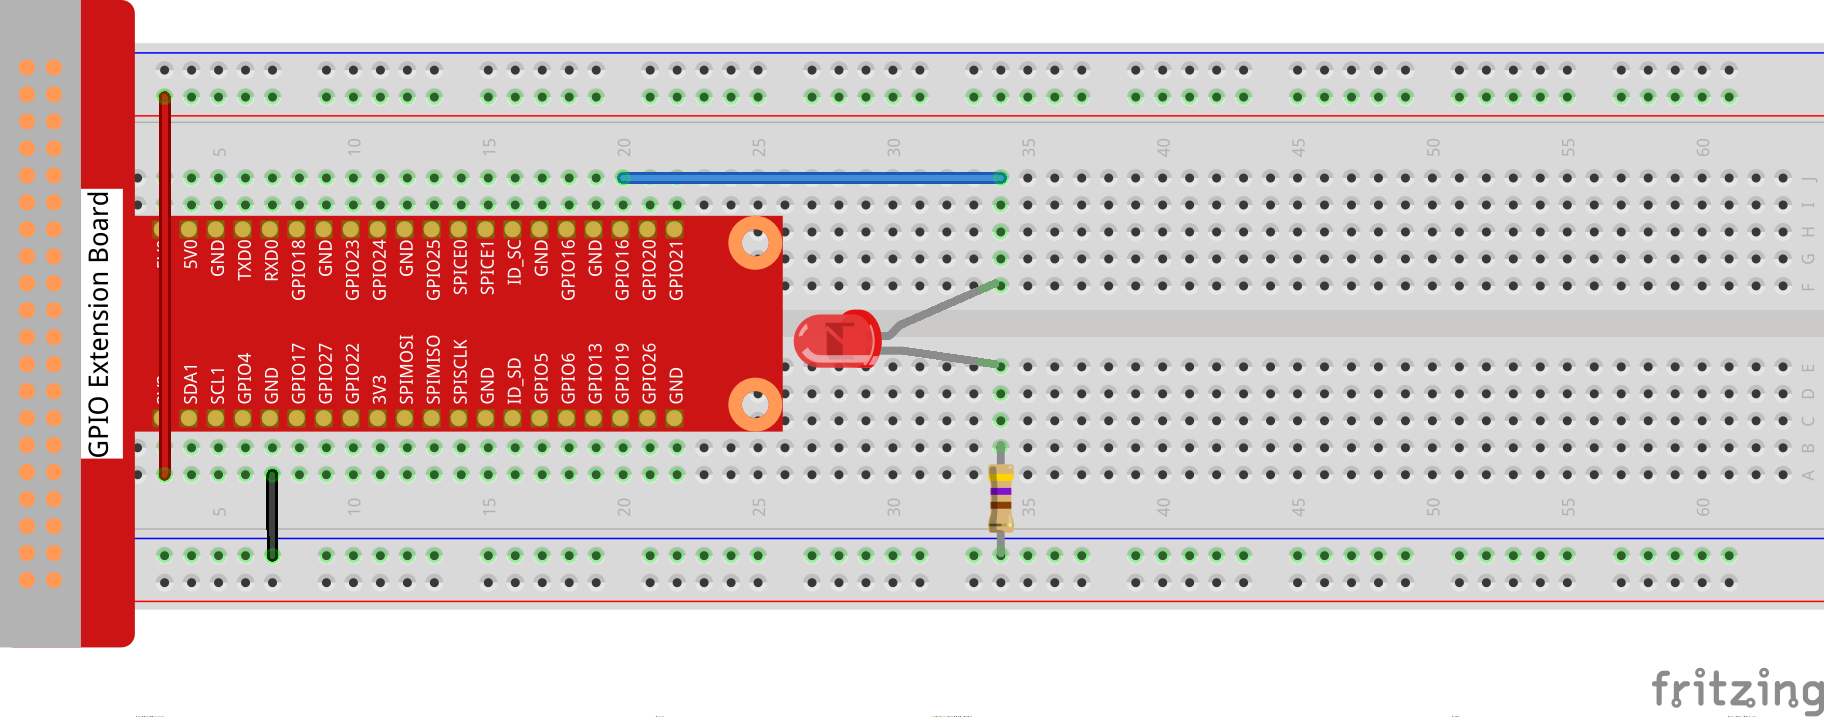 5 10 15 20 25 30 35 40 45 50 55 60
J
I
H
G
F
GPIO Extension Board
5V0 GND TXD0 RXD0 GPIO18 GND GPIO23 GPIO24 GND GPIO25 SPICE0 SPICE1 ID_SC GND GPIO16 GND GPIO16 GPIO20 GPIO21
SDA1 SCL1 GPIO4 GND GPIO17 GPIO27 GPIO22 3V3 SPIMOSI SPIMISO SPISCLK GND ID_SD GPIO5 GPIO6 GPIO13 GPIO19 GPIO26 GND
E
D
C
B
A
5 10 15 20 25 30 35 40 45 50 55 60
fritzing